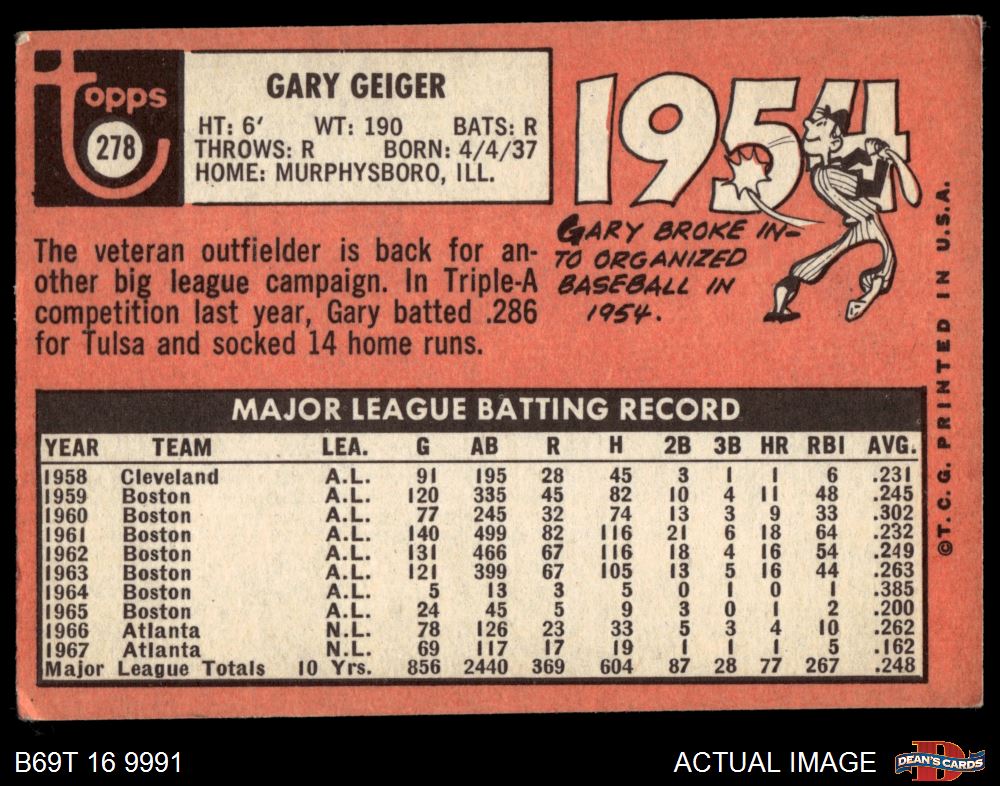 topps
278
GARY GEIGER
HT: 6' WT: 190 BATS: R
THROWS: R BORN: 4/4/37
HOME: MURPHYSBORO, ILL.
The veteran outfielder is back for an-
other big league campaign. In Triple-A
competition last year, Gary batted .286
for Tulsa and socked 14 home runs.
1954
GARY BROKE IN-
TO ORGANIZED
BASEBALL IN
1954.
MAJOR LEAGUE BATTING RECORD
YEAR TEAM LEA. G AB R H 2B 3B HR RBI AVG.
1958 Cleveland A.L. 91 195 28 45 3 1 1 6 .231
1959 Boston A.L. 120 335 45 82 10 4 11 48 .245
1960 Boston A.L. 77 245 32 74 13 3 9 33 .302
1961 Boston A.L. 140 499 82 116 21 6 18 64 .232
1962 Boston A.L. 131 466 67 116 18 4 16 54 .249
1963 Boston A.L. 121 399 67 105 13 5 16 44 .263
1964 Boston A.L. 5 13 3 5 0 1 0 1 .385
1965 Boston A.L. 24 45 5 9 3 0 1 2 .200
1966 Atlanta N.L. 78 126 23 33 5 3 4 10 .262
1967 Atlanta N.L. 69 117 17 19 1 1 1 5 .162
Major League Totals 10 Yrs. 856 2440 369 604 87 28 77 267 .248
©T.C.G. PRINTED IN U.S.A.
B69T 16 9991
ACTUAL IMAGE
DEAN'S CARDS